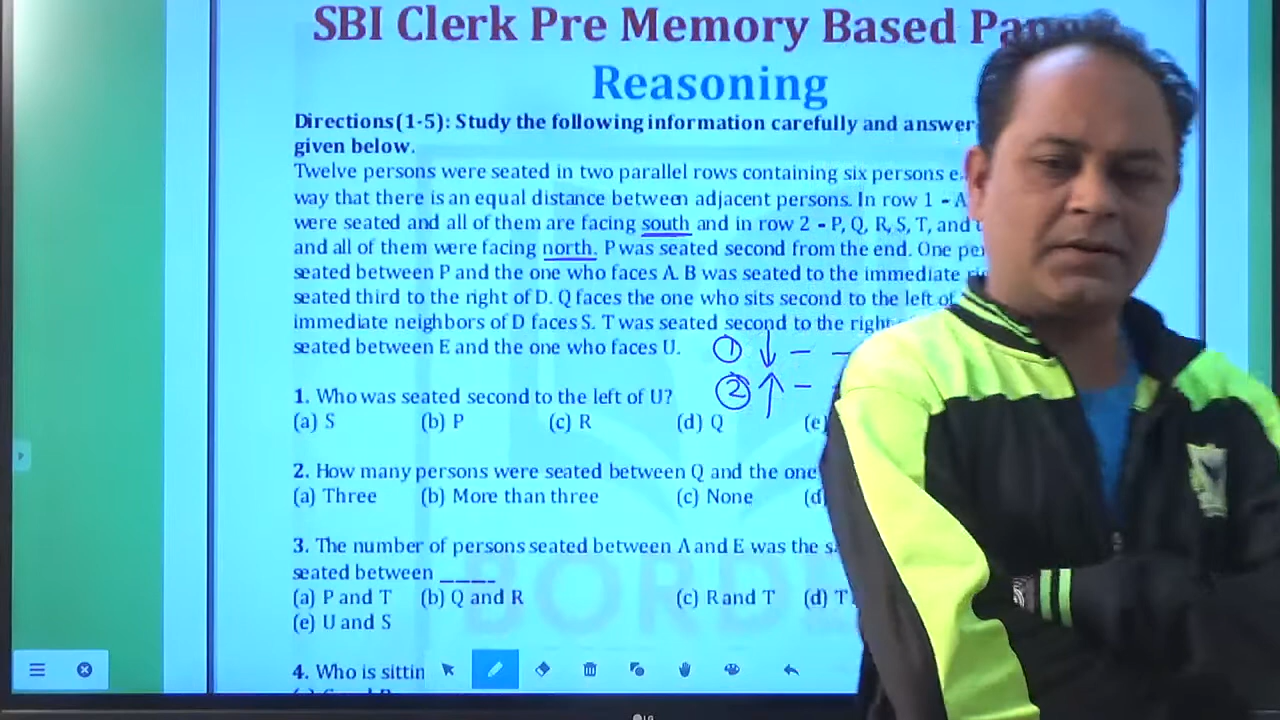 SBI Clerk Pre Memory Based
Reasoning
Directions(1-5): Study the following information carefully and answer
given below.
Twelve persons were seated in two parallel rows containing six persons
way that there is an equal distance between adjacent persons. In row 1 - A
were seated and all of them are facing south and in row 2 - P, Q, R, S, T, and
and all of them were facing north. P was seated second from the end. One
seated between P and the one who faces A. B was seated to the immediate
seated third to the right of D. Q faces the one who sits second to the left of
immediate neighbors of D faces S. T was seated second to the right
seated between E and the one who faces U.
① ↓ – –
② ↑ –
1. Who was seated second to the left of U?
(a) S (b) P (c) R (d) Q (e)
2. How many persons were seated between Q and the one
(a) Three (b) More than three (c) None (d)
3. The number of persons seated between A and E was the
seated between ____
(a) P and T (b) Q and R (c) R and T (d) T
(e) U and S
BORD
4. Who is sittin
LG